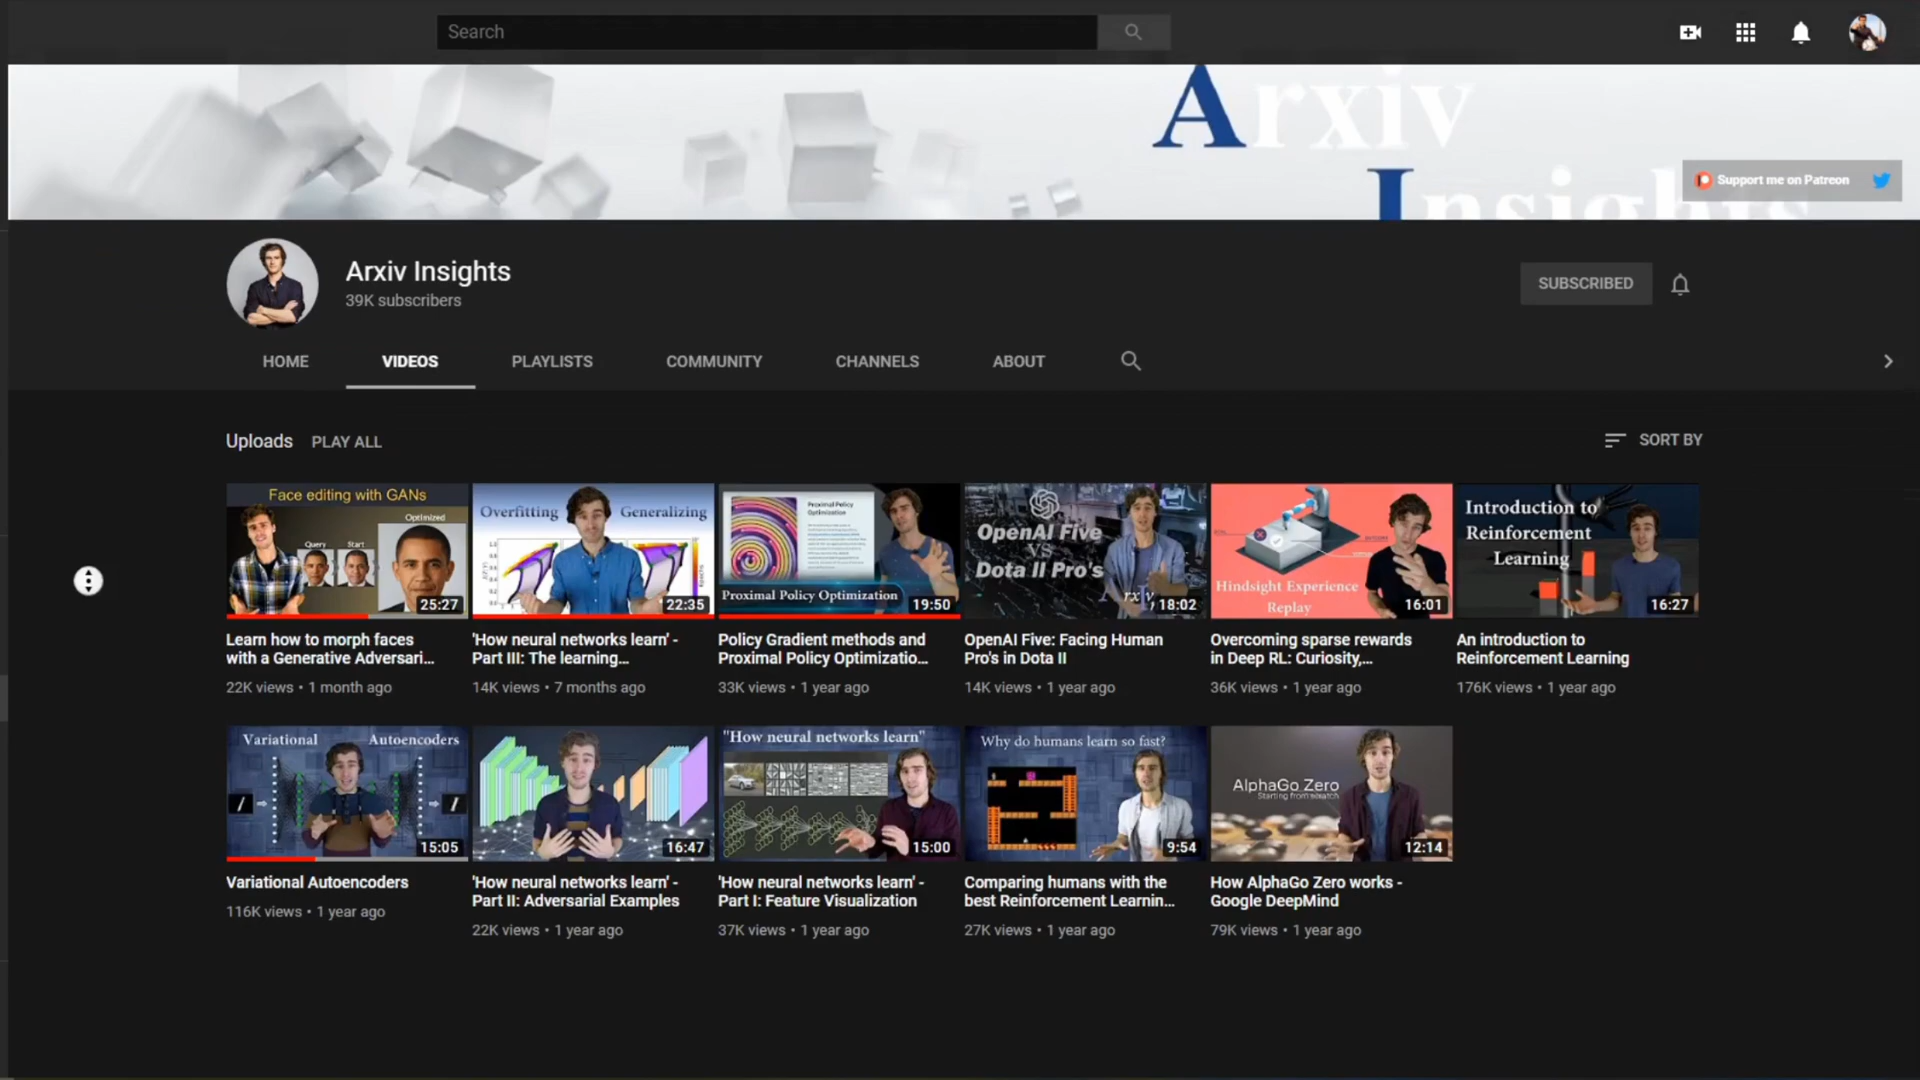 Search
Arxiv
Insights
Support me on Patreon
Arxiv Insights
39K subscribers
SUBSCRIBED
HOME
VIDEOS
PLAYLISTS
COMMUNITY
CHANNELS
ABOUT
Uploads
PLAY ALL
SORT BY
Face editing with GANs
Optimized
Query
Start
25:27
Learn how to morph faces
with a Generative Adversari...
22K views • 1 month ago
Overfitting
Generalizing
22:35
'How neural networks learn' -
Part III: The learning...
14K views • 7 months ago
Proximal Policy
Optimization
Proximal Policy Optimization
19:50
Policy Gradient methods and
Proximal Policy Optimizatio...
33K views • 1 year ago
OpenAI Five
VS
Dota II Pro's
18:02
OpenAI Five: Facing Human
Pro's in Dota II
14K views • 1 year ago
Hindsight Experience
Replay
16:01
Overcoming sparse rewards
in Deep RL: Curiosity,...
36K views • 1 year ago
Introduction to
Reinforcement
Learning
16:27
An introduction to
Reinforcement Learning
176K views • 1 year ago
Variational
Autoencoders
15:05
Variational Autoencoders
116K views • 1 year ago
16:47
'How neural networks learn' -
Part II: Adversarial Examples
22K views • 1 year ago
"How neural networks learn"
15:00
'How neural networks learn' -
Part I: Feature Visualization
37K views • 1 year ago
Why do humans learn so fast?
9:54
Comparing humans with the
best Reinforcement Learnin...
27K views • 1 year ago
AlphaGo Zero
Starting from scratch
12:14
How AlphaGo Zero works -
Google DeepMind
79K views • 1 year ago